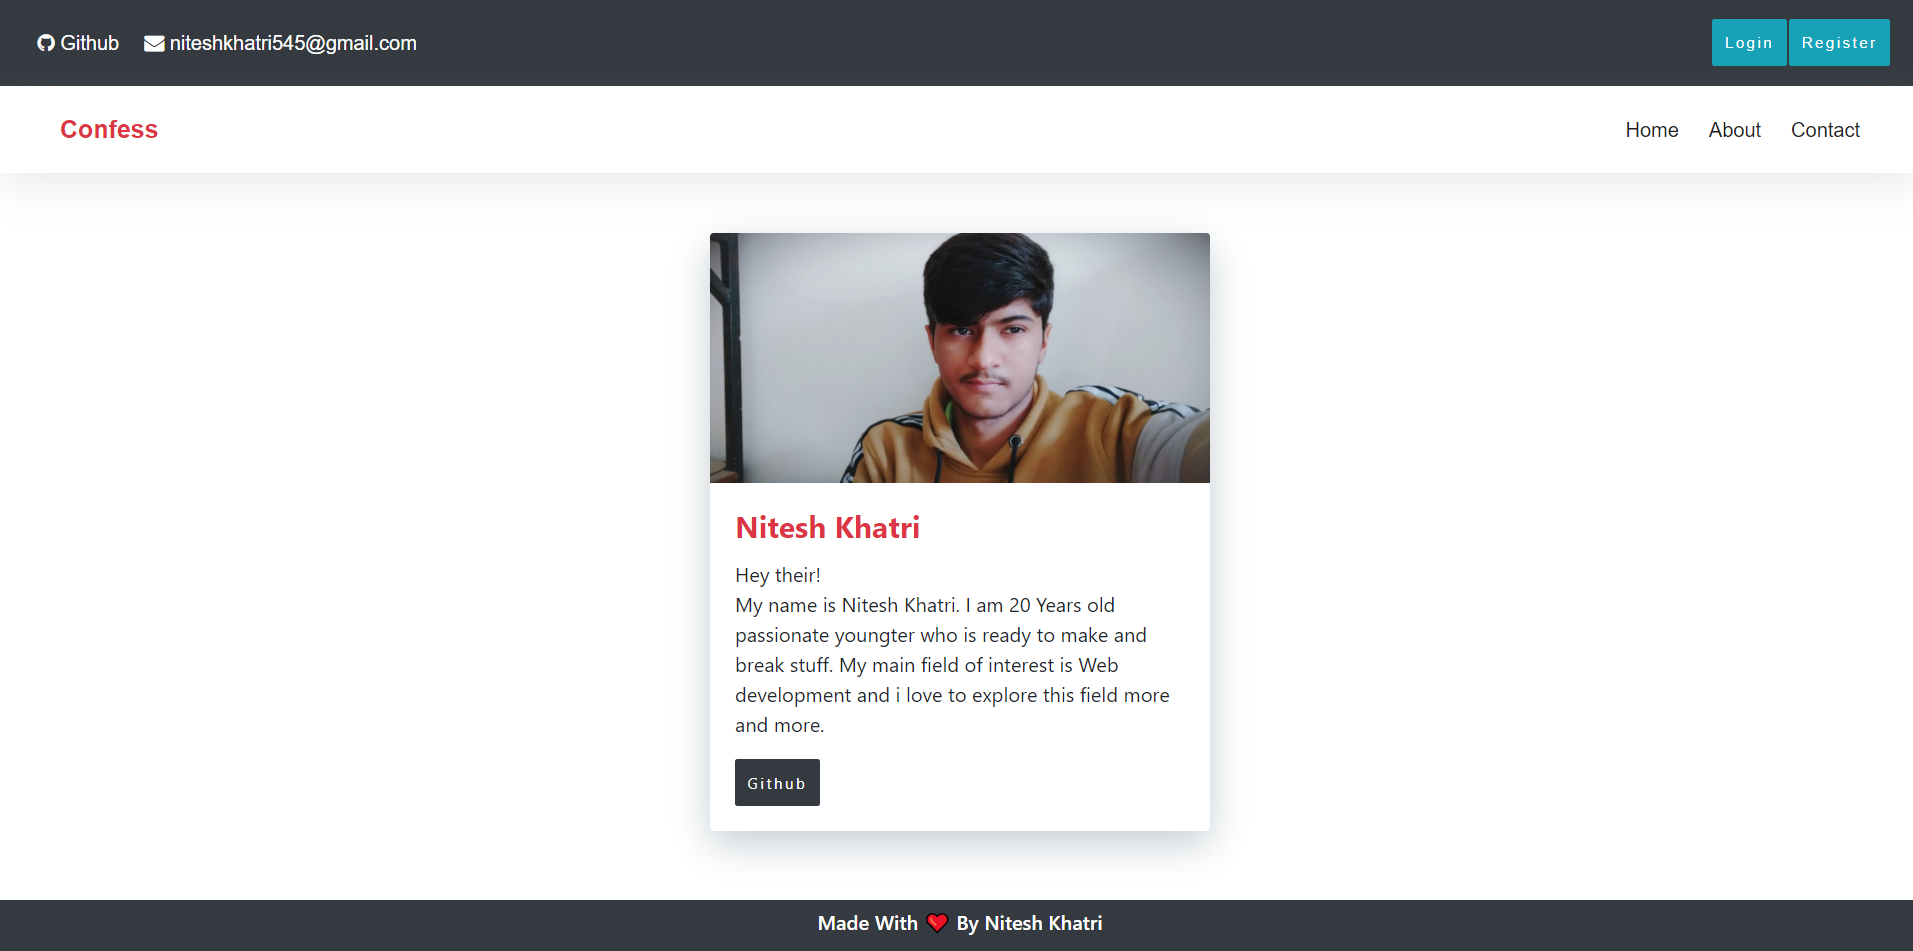 Github niteshkhatri545@gmail.com Login Register
Confess Home About Contact
Nitesh Khatri
Hey their!
My name is Nitesh Khatri. I am 20 Years old
passionate youngter who is ready to make and
break stuff. My main field of interest is Web
development and i love to explore this field more
and more.
Github
Made With ❤️ By Nitesh Khatri